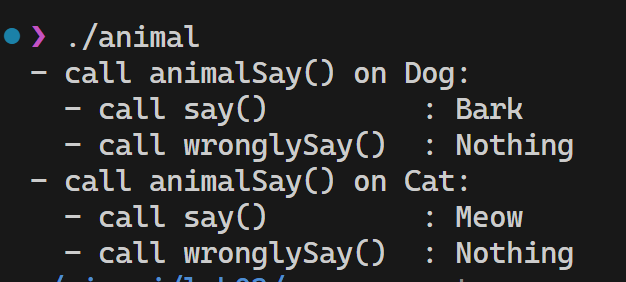 ❯ ./animal
- call animalSay() on Dog:
  - call say()         : Bark
  - call wronglySay()  : Nothing
- call animalSay() on Cat:
  - call say()         : Meow
  - call wronglySay()  : Nothing